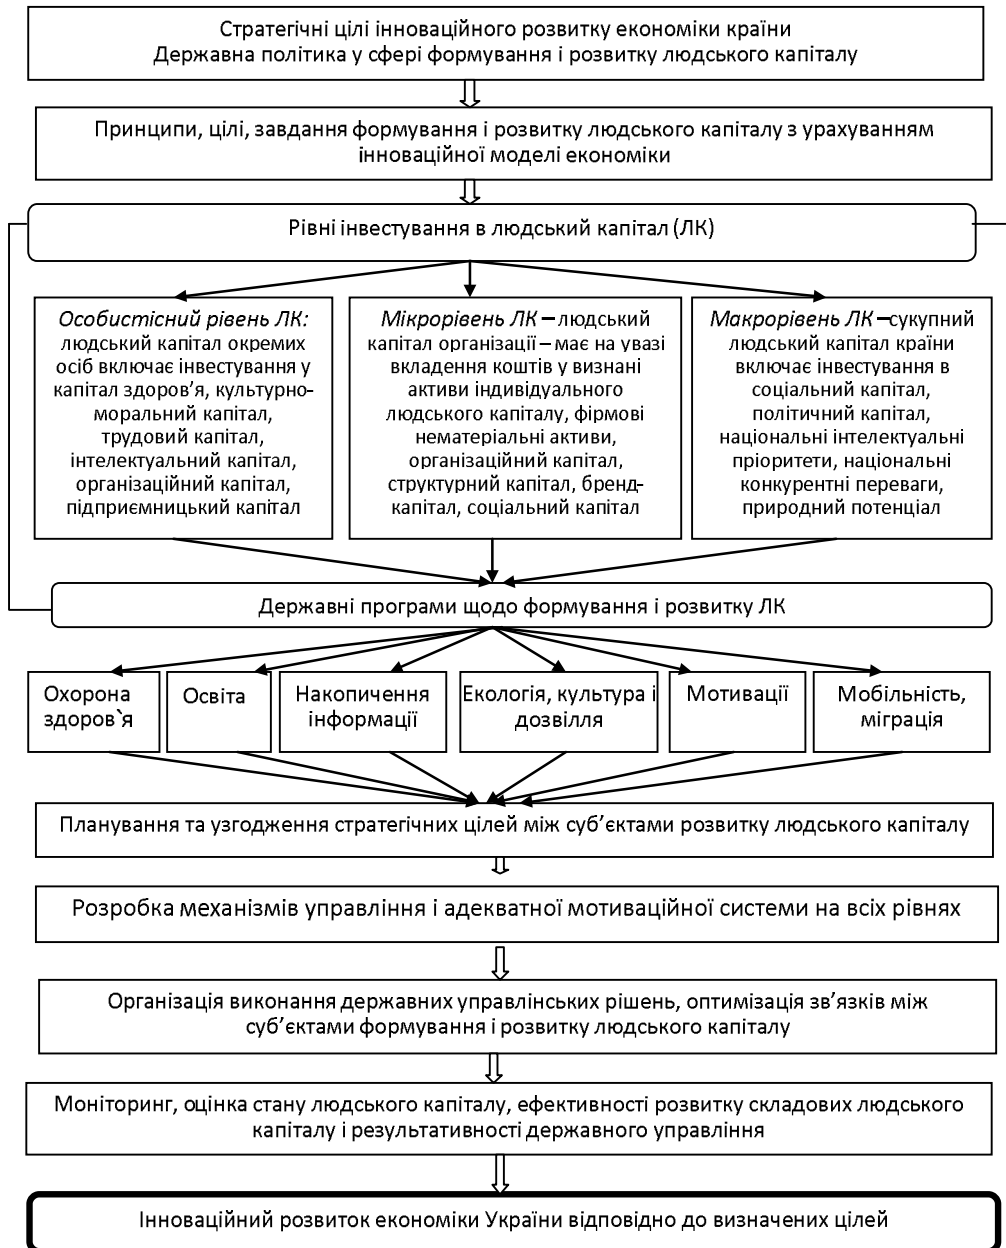 Стратегічні цілі інноваційного розвитку економіки країни
Державна політика у сфері формування і розвитку людського капіталу
Принципи, цілі, завдання формування і розвитку людського капіталу з урахуванням
інноваційної моделі економіки
Рівні інвестування в людський капітал (ЛК)
Особистісний рівень ЛК:
людський капітал окремих
осіб включає інвестування у
капітал здоров’я, культурно-
моральний капітал,
трудовий капітал,
інтелектуальний капітал,
організаційний капітал,
підприємницький капітал
Мікрорівень ЛК – людський
капітал організації – має на увазі
вкладення коштів у визнані
активи індивідуального
людського капіталу, фірмові
нематеріальні активи,
організаційний капітал,
структурний капітал, бренд-
капітал, соціальний капітал
Макрорівень ЛК –сукупний
людський капітал країни
включає інвестування в
соціальний капітал,
політичний капітал,
національні інтелектуальні
пріоритети, національні
конкурентні переваги,
природний потенціал
Державні програми щодо формування і розвитку ЛК
Охорона
здоров`я
Освіта
Накопичення
інформації
Екологія, культура і
дозвілля
Мотивації
Мобільність,
міграція
Планування та узгодження стратегічних цілей між суб’єктами розвитку людського капіталу
Розробка механізмів управління і адекватної мотиваційної системи на всіх рівнях
Організація виконання державних управлінських рішень, оптимізація зв’язків між
суб’єктами формування і розвитку людського капіталу
Моніторинг, оцінка стану людського капіталу, ефективності розвитку складових людського
капіталу і результативності державного управління
Інноваційний розвиток економіки України відповідно до визначених цілей